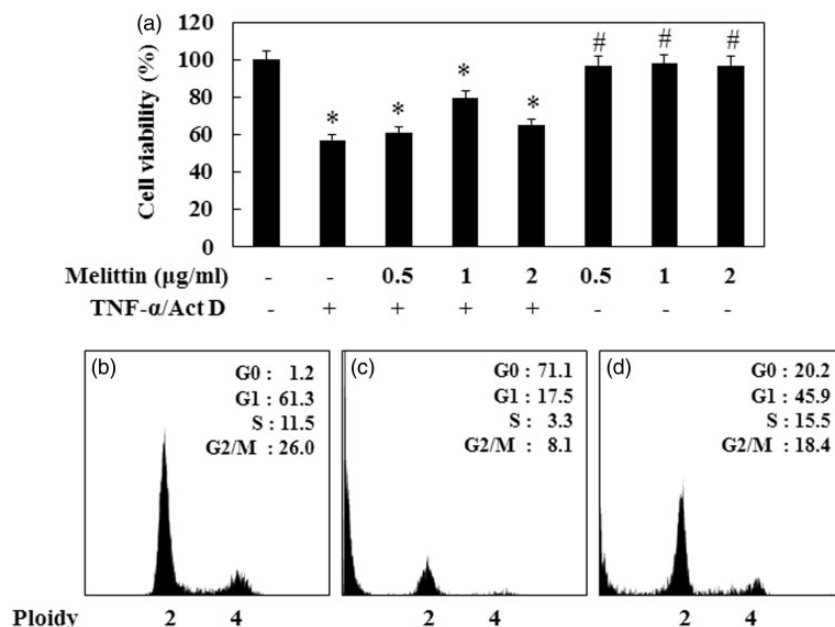 (a)
120
100
80
60
40
20
0
Cell viability (%)
* * * * # # #
Melittin (μg/ml) - - 0.5 1 2 0.5 1 2
TNF-α/Act D - + + + + - - -
(b)
G0 : 1.2
G1 : 61.3
S : 11.5
G2/M : 26.0
(c)
G0 : 71.1
G1 : 17.5
S : 3.3
G2/M : 8.1
(d)
G0 : 20.2
G1 : 45.9
S : 15.5
G2/M : 18.4
Ploidy 2 4 2 4 2 4